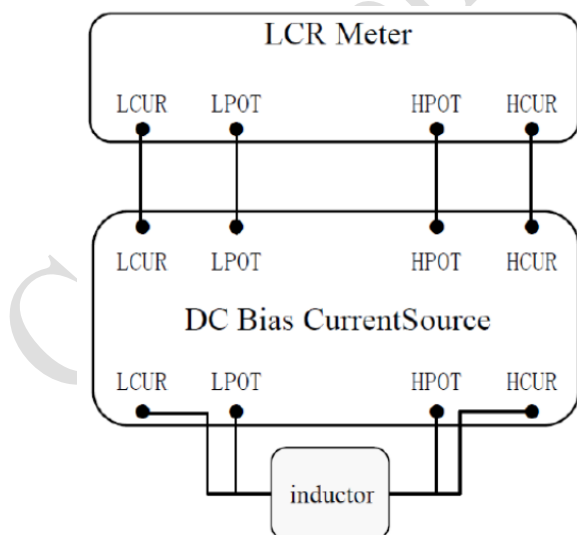 LCR Meter
LCUR LPOT HPOT HCUR
LCUR LPOT HPOT HCUR
DC Bias CurrentSource
LCUR LPOT HPOT HCUR
inductor